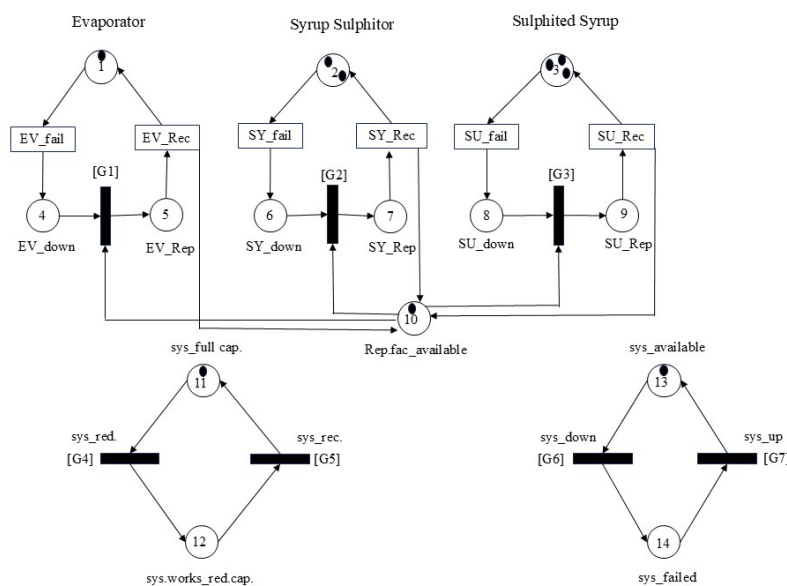 Evaporator
Syrup Sulphitor
Sulphited Syrup
1
2
3
EV_fail
EV_Rec
SY_fail
SY_Rec
SU_fail
SU_Rec
[G1]
[G2]
[G3]
4
5
6
7
8
9
EV_down
EV_Rep
SY_down
SY_Rep
SU_down
SU_Rep
10
Rep.fac_available
sys_full cap.
sys_available
11
13
sys_red.
sys_rec.
sys_down
sys_up
[G4]
[G5]
[G6]
[G7]
12
14
sys.works_red.cap.
sys_failed